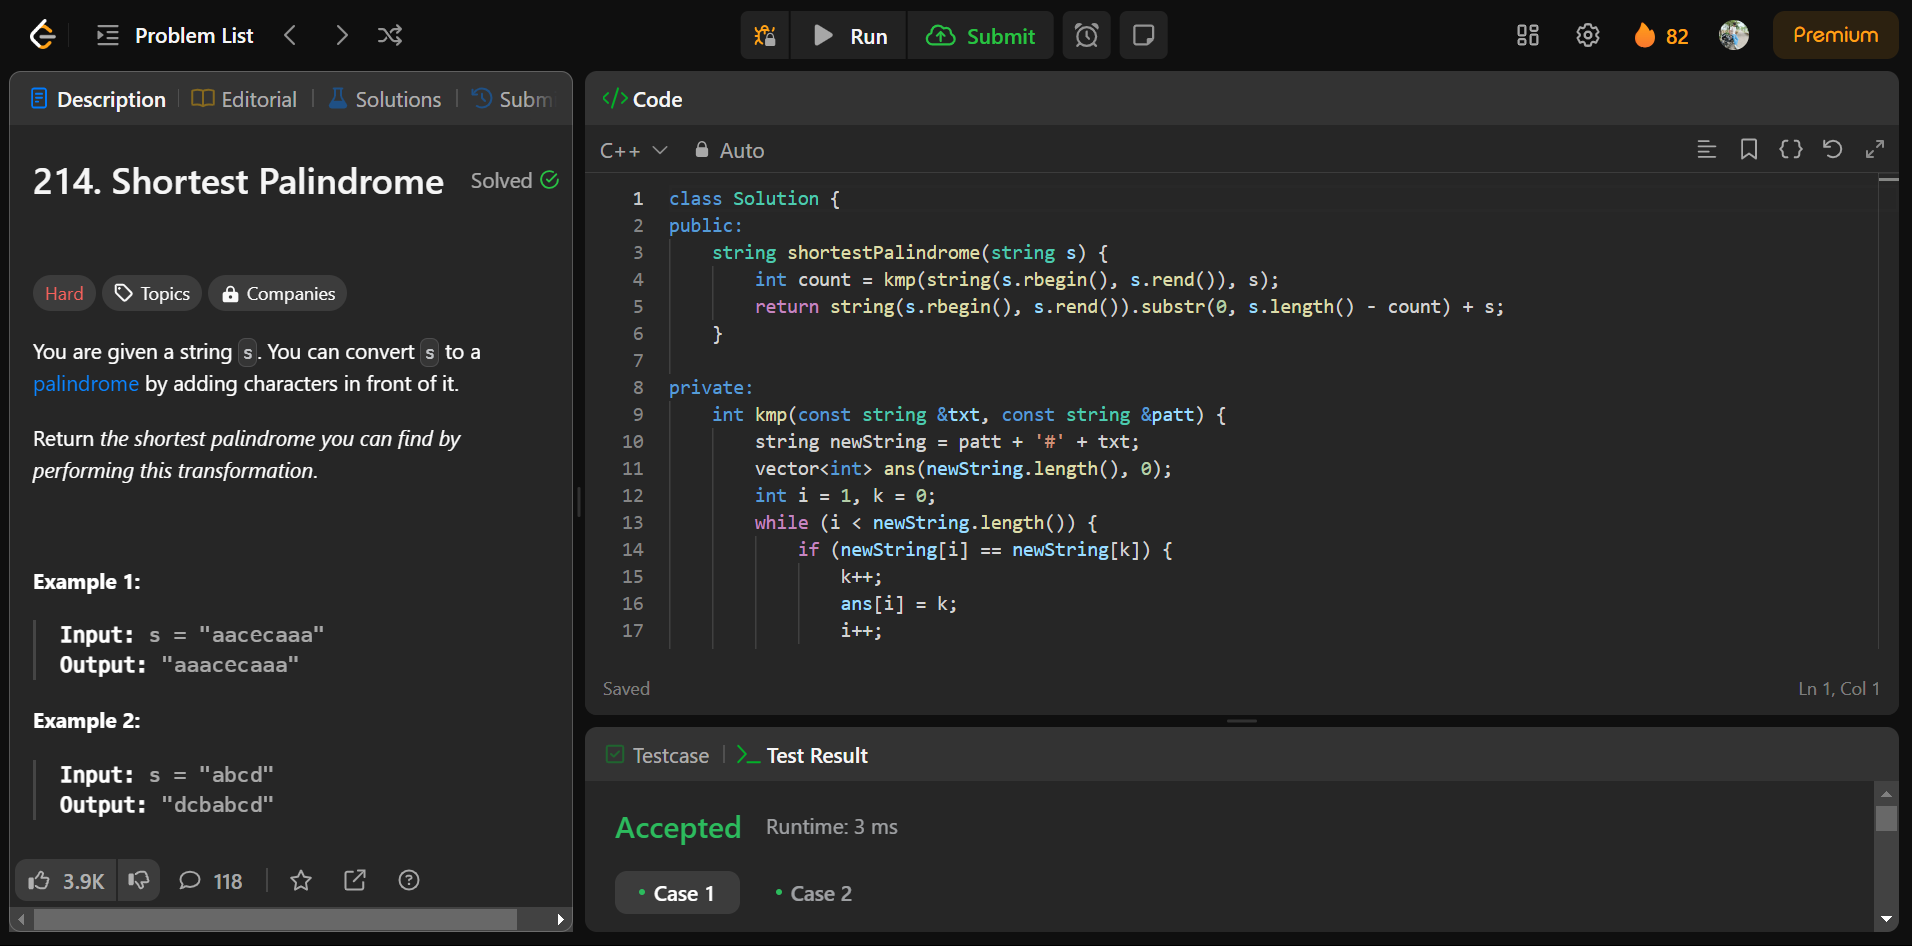 Problem List
Run
Submit
82
Premium
Description
Editorial
Solutions
Subm
214. Shortest Palindrome
Solved
Hard
Topics
Companies
You are given a string s. You can convert s to a
palindrome by adding characters in front of it.
Return the shortest palindrome you can find by
performing this transformation.
Example 1:
Input: s = "aacecaaa"
Output: "aaacecaaa"
Example 2:
Input: s = "abcd"
Output: "dcbabcd"
3.9K
118
</> Code
C++
Auto
1 class Solution {
2 public:
3     string shortestPalindrome(string s) {
4         int count = kmp(string(s.rbegin(), s.rend()), s);
5         return string(s.rbegin(), s.rend()).substr(0, s.length() - count) + s;
6     }
7
8 private:
9     int kmp(const string &txt, const string &patt) {
10         string newString = patt + '#' + txt;
11         vector<int> ans(newString.length(), 0);
12         int i = 1, k = 0;
13         while (i < newString.length()) {
14             if (newString[i] == newString[k]) {
15                 k++;
16                 ans[i] = k;
17                 i++;
Saved
Ln 1, Col 1
Testcase
Test Result
Accepted
Runtime: 3 ms
Case 1
Case 2